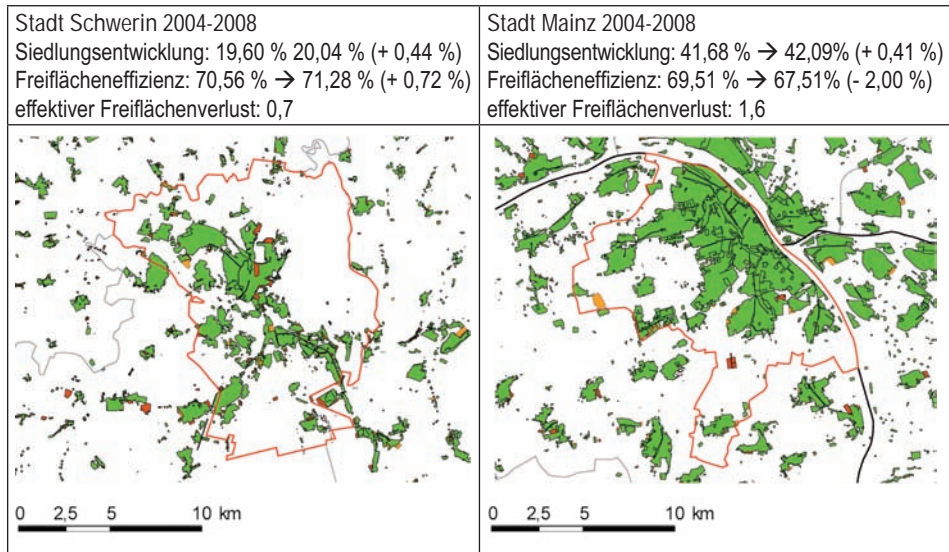 Stadt Schwerin 2004-2008
Siedlungsentwicklung: 19,60 % 20,04 % (+ 0,44 %)
Freiflächeneffizienz: 70,56 % → 71,28 % (+ 0,72 %)
effektiver Freiflächenverlust: 0,7
Stadt Mainz 2004-2008
Siedlungsentwicklung: 41,68 % → 42,09% (+ 0,41 %)
Freiflächeneffizienz: 69,51 % → 67,51% (- 2,00 %)
effektiver Freiflächenverlust: 1,6
0 2,5 5 10 km
0 2,5 5 10 km